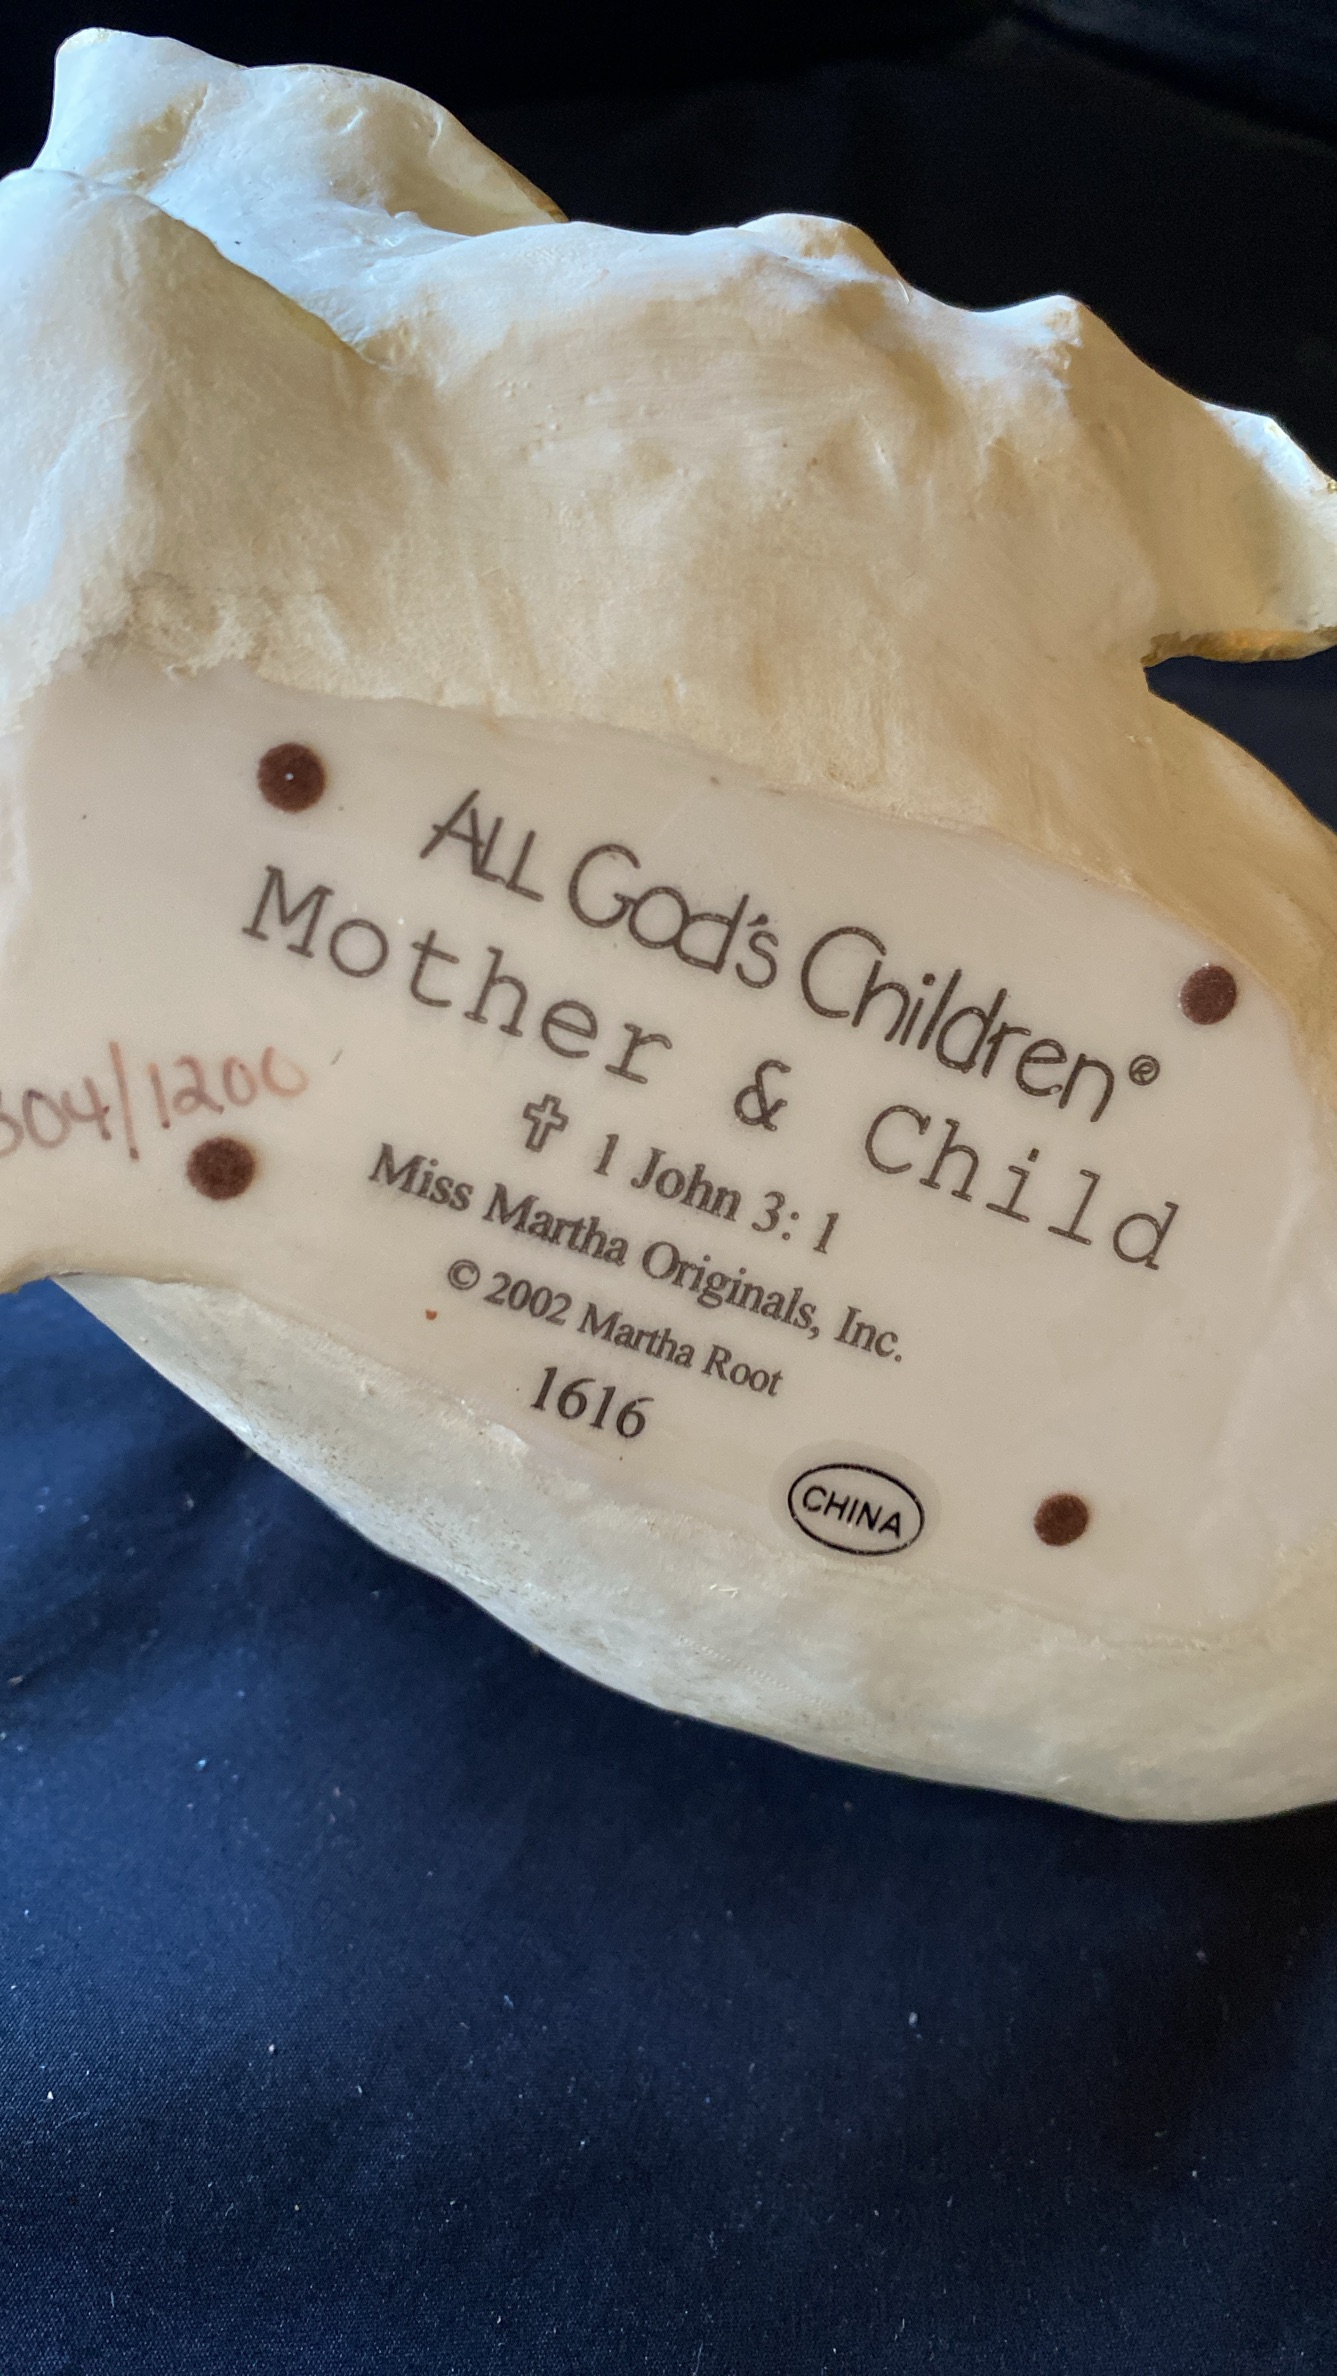 ALL God's Children®
Mother & Child
304/1200
✝ 1 John 3: 1
Miss Martha Originals, Inc.
© 2002 Martha Root
1616
CHINA